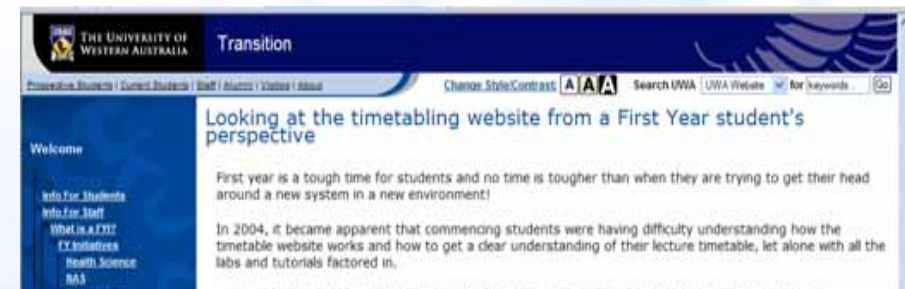 THE UNIVERSITY OF
WESTERN AUSTRALIA
Transition
Prospective Students | Current Students | Staff | Alumni | Visitors | About
Change Style/Contrast: A A A Search UWA UWA Website for keywords... Go
Looking at the timetabling website from a First Year student's
perspective
Welcome
First year is a tough time for students and no time is tougher than when they are trying to get their head
around a new system in a new environment!
Info For Students
Info For Staff
What is a FYI?
FY Initiatives
Health Science
BAS
In 2004, it became apparent that commencing students were having difficulty understanding how the
timetable website works and how to get a clear understanding of their lecture timetable, let alone with all the
labs and tutorials factored in.